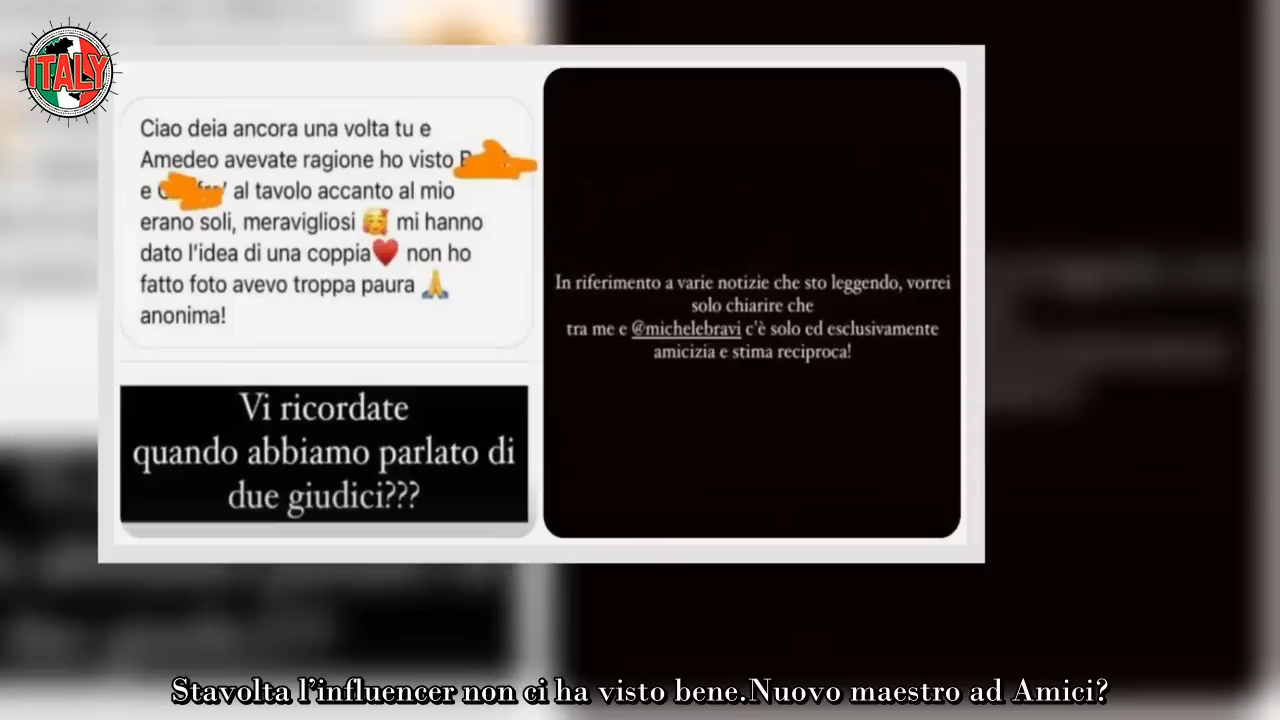 ITALY
Ciao deia ancora una volta tu e
Amedeo avevate ragione ho visto
e al tavolo accanto al mio
erano soli, meravigliosi 🥰 mi hanno
dato l'idea di una coppia❤️ non ho
fatto foto avevo troppa paura 🙏
anonima!
Vi ricordate
quando abbiamo parlato di
due giudici???
In riferimento a varie notizie che sto leggendo, vorrei
solo chiarire che
tra me e @michelebravi c'è solo ed esclusivamente
amicizia e stima reciproca!
Stavolta l'influencer non ci ha visto bene.Nuovo maestro ad Amici?